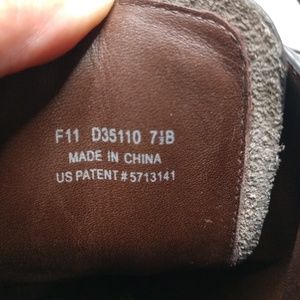 F11 D35110 7½B
MADE IN CHINA
US PATENT # 5713141